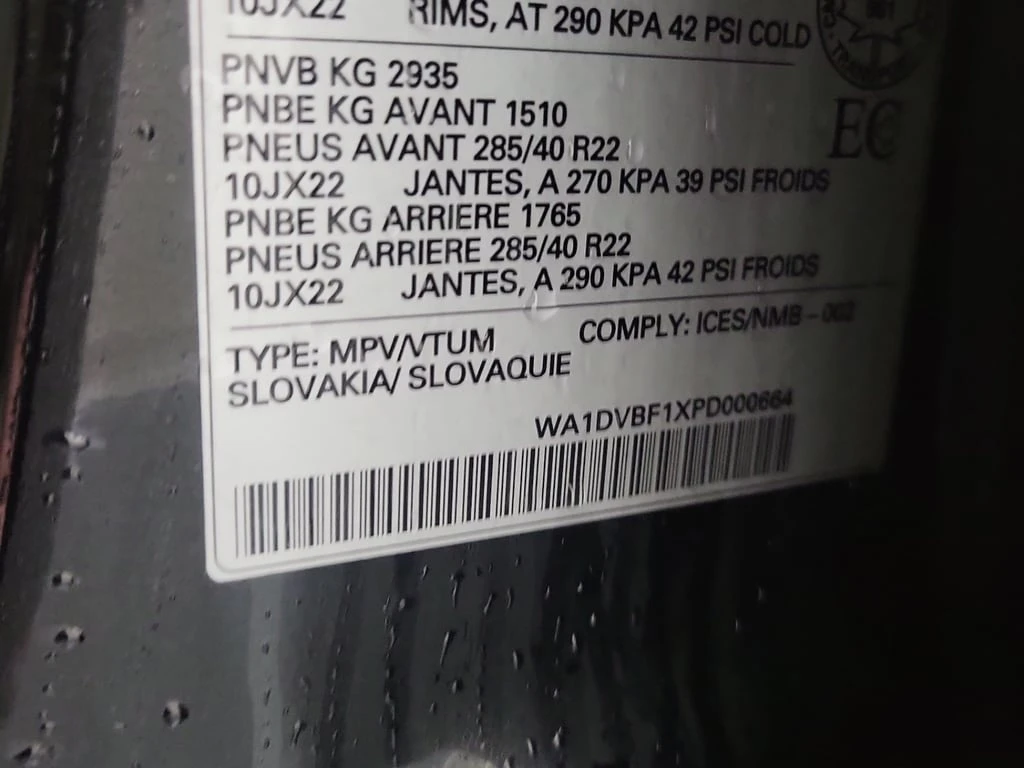 10JX22 RIMS, AT 290 KPA 42 PSI COLD
PNVB KG 2935
PNBE KG AVANT 1510
PNEUS AVANT 285/40 R22
10JX22 JANTES, A 270 KPA 39 PSI FROIDS
PNBE KG ARRIERE 1765
PNEUS ARRIERE 285/40 R22
10JX22 JANTES, A 290 KPA 42 PSI FROIDS
EC
TYPE: MPV/VTUM COMPLY: ICES/NMB - 002
SLOVAKIA/ SLOVAQUIE
WA1DVBF1XPD000664